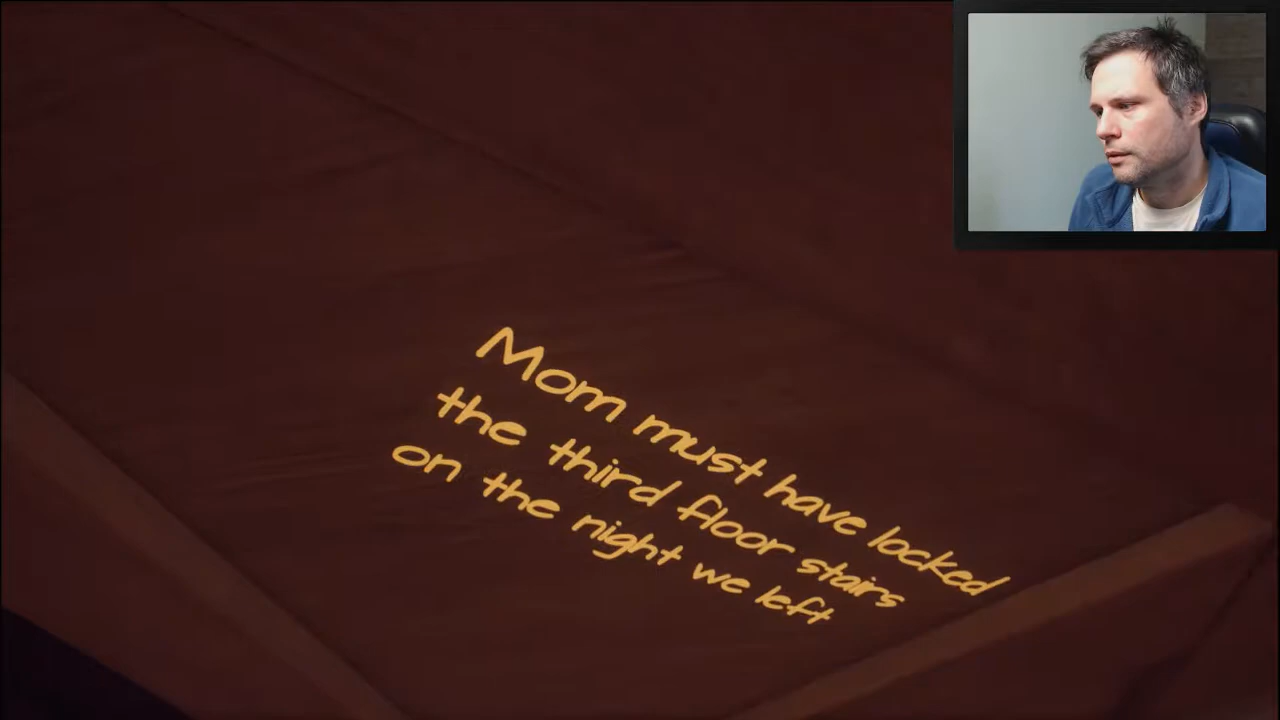 Mom must have locked
the third floor stairs
on the night we left